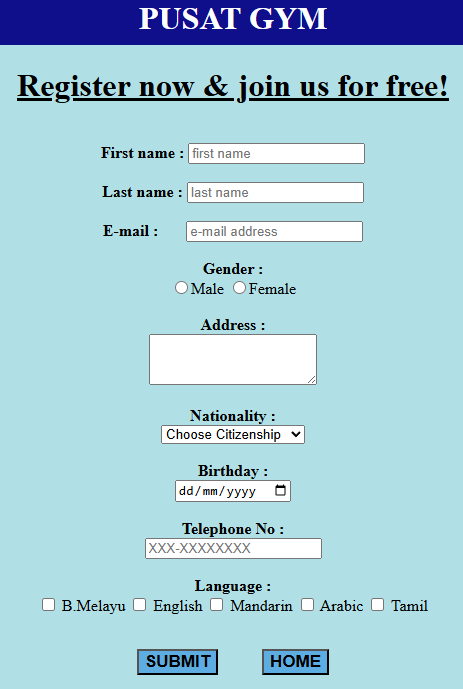 PUSAT GYM
Register now & join us for free!
First name : first name
Last name : last name
E-mail : e-mail address
Gender :
Male Female
Address :
Nationality :
Choose Citizenship
Birthday :
dd/mm/yyyy
Telephone No :
XXX-XXXXXXXX
Language :
B.Melayu English Mandarin Arabic Tamil
SUBMIT HOME